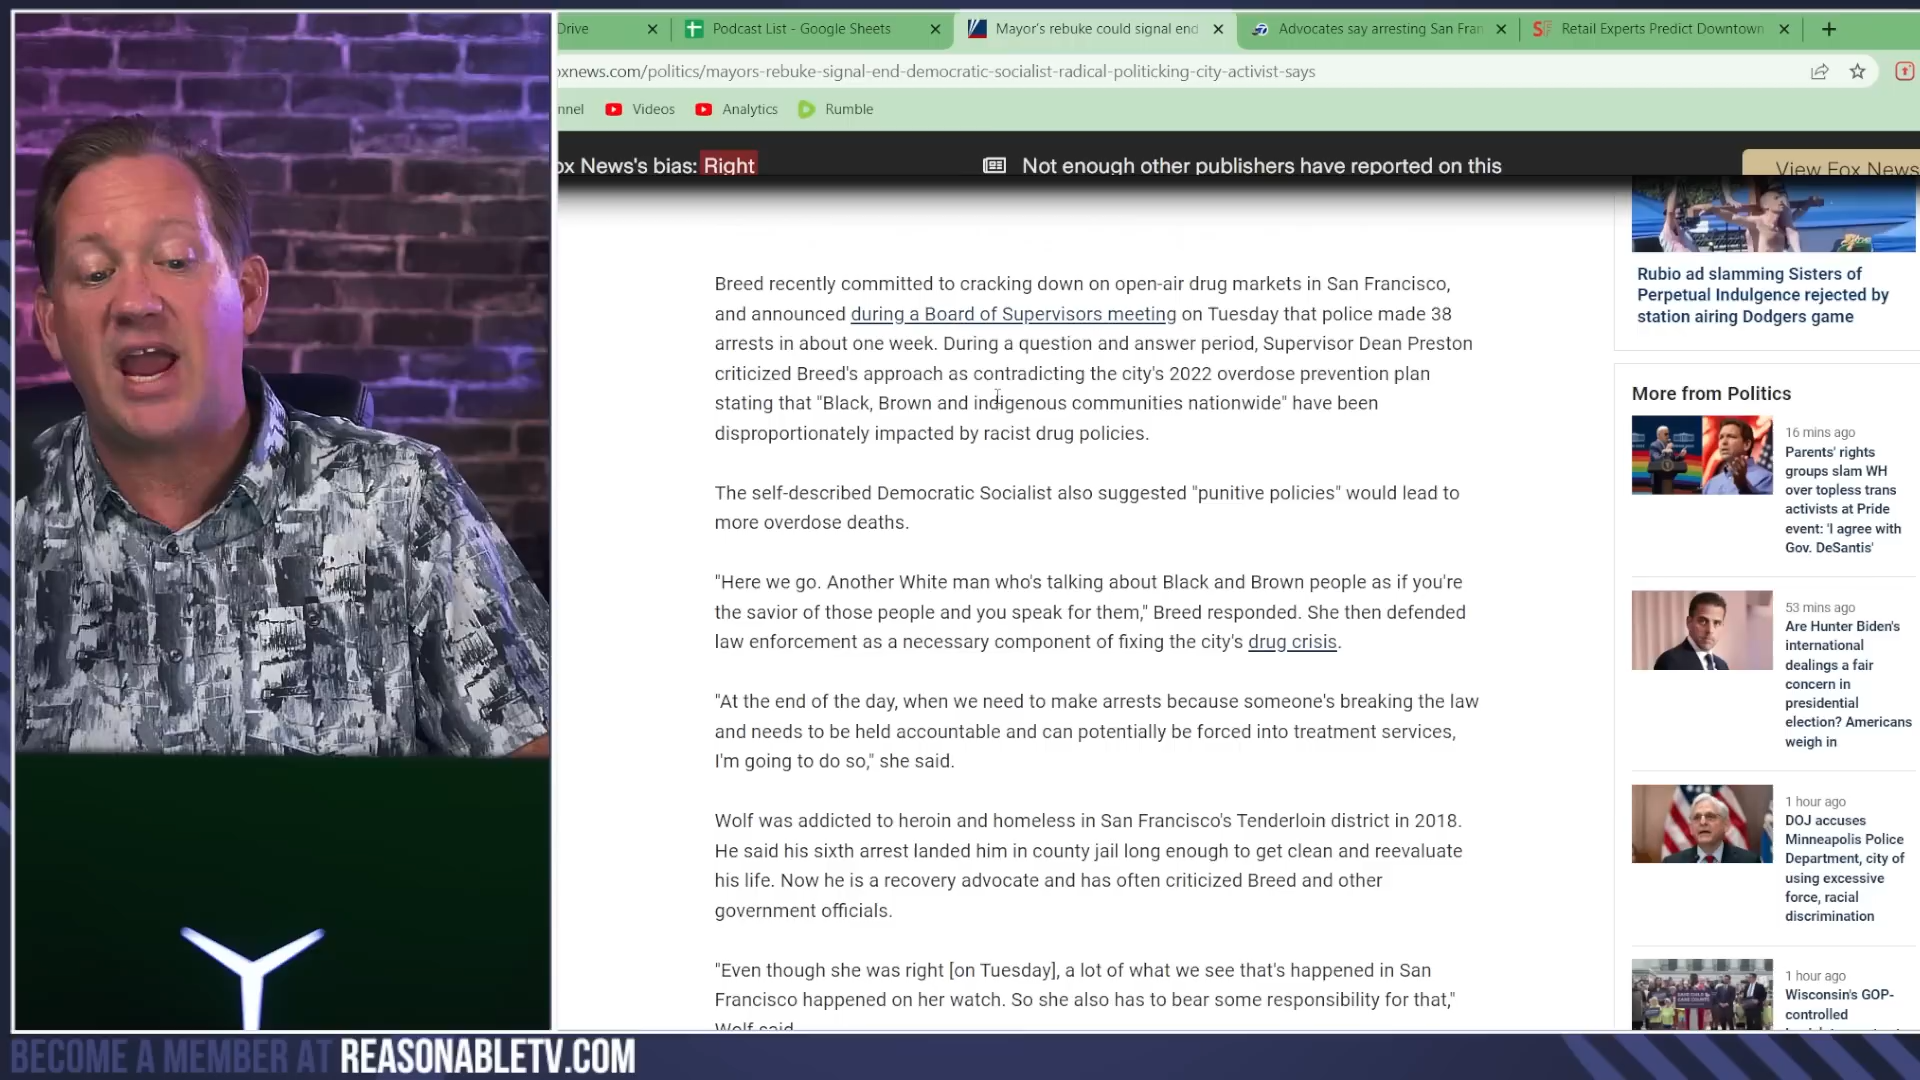 Drive
Podcast List - Google Sheets
Mayor's rebuke could signal end
Advocates say arresting San Fran
Retail Experts Predict Downtown
oxnews.com/politics/mayors-rebuke-signal-end-democratic-socialist-radical-politicking-city-activist-says
nnel
Videos
Analytics
Rumble
ox News's bias: Right
Not enough other publishers have reported on this
View Fox News
Breed recently committed to cracking down on open-air drug markets in San Francisco,
and announced during a Board of Supervisors meeting on Tuesday that police made 38
arrests in about one week. During a question and answer period, Supervisor Dean Preston
criticized Breed's approach as contradicting the city's 2022 overdose prevention plan
stating that "Black, Brown and indigenous communities nationwide" have been
disproportionately impacted by racist drug policies.
The self-described Democratic Socialist also suggested "punitive policies" would lead to
more overdose deaths.
"Here we go. Another White man who's talking about Black and Brown people as if you're
the savior of those people and you speak for them," Breed responded. She then defended
law enforcement as a necessary component of fixing the city's drug crisis.
"At the end of the day, when we need to make arrests because someone's breaking the law
and needs to be held accountable and can potentially be forced into treatment services,
I'm going to do so," she said.
Wolf was addicted to heroin and homeless in San Francisco's Tenderloin district in 2018.
He said his sixth arrest landed him in county jail long enough to get clean and reevaluate
his life. Now he is a recovery advocate and has often criticized Breed and other
government officials.
"Even though she was right [on Tuesday], a lot of what we see that's happened in San
Francisco happened on her watch. So she also has to bear some responsibility for that,"
Wolf said
Rubio ad slamming Sisters of
Perpetual Indulgence rejected by
station airing Dodgers game
More from Politics
16 mins ago
Parents' rights
groups slam WH
over topless trans
activists at Pride
event: 'I agree with
Gov. DeSantis'
53 mins ago
Are Hunter Biden's
international
dealings a fair
concern in
presidential
election? Americans
weigh in
1 hour ago
DOJ accuses
Minneapolis Police
Department, city of
using excessive
force, racial
discrimination
1 hour ago
Wisconsin's GOP-
controlled
BECOME A MEMBER AT REASONABLETV.COM